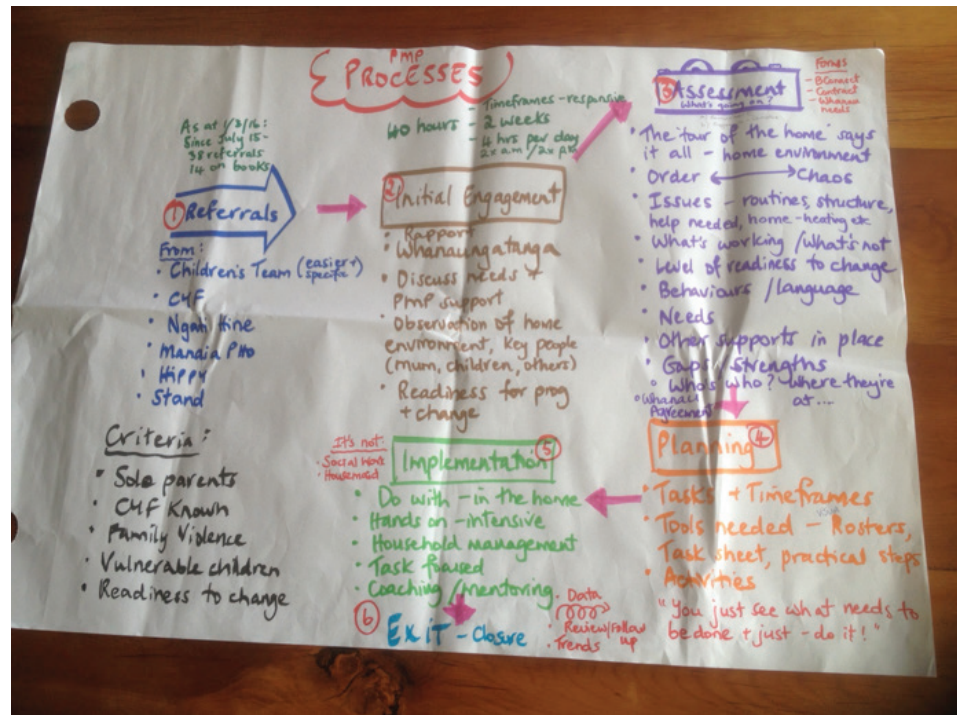 PMP
PROCESSES
As at 1/3/16:
Since July 15 -
38 referrals
14 on books
① Referrals
From:
• Children's Team (easier + specific)
• CYF
• Ngati Hine
• Manaia PHO
• Hippy
• Stand
Criteria:
• Sole parents
• CYF Known
• Family Violence
• Vulnerable children
• Readiness to change
40 hours
- Timeframes - responsive
- 2 weeks
- 4 hrs per day
2x am / 2x pm
② Initial Engagement
• Rapport
• Whanaungatanga
• Discuss needs +
PMP support
• Observation of home
environment, key people
(mum, children, others)
• Readiness for prog
+ change
③ Assessment
What's going on?
Forms
- BConnect
- Contract
- Whanau
needs
• The tour of the home says
it all - home environment
• Order ↔ Chaos
• Issues - routines, structure,
help needed, home-heating etc
• What's working / What's not
• Level of readiness to change
• Behaviours / language
• Needs
• Other supports in place
• Gaps / Strengths
• Who's who? Where they're
at...
• Whanau
Agreement
Planning ④
• Tasks + Timeframes
• Tools needed - Rosters,
Task sheet, practical steps
• Activities
"You just see what needs to
be done + just - do it!"
It's not:
• Social Work
• Housemaid
Implementation ⑤
• Do with - in the home
• Hands on - intensive
• Household management
• Task focused
• Coaching / mentoring
⑥ Exit - Closure
• Data
• Review/Follow
up
• Trends